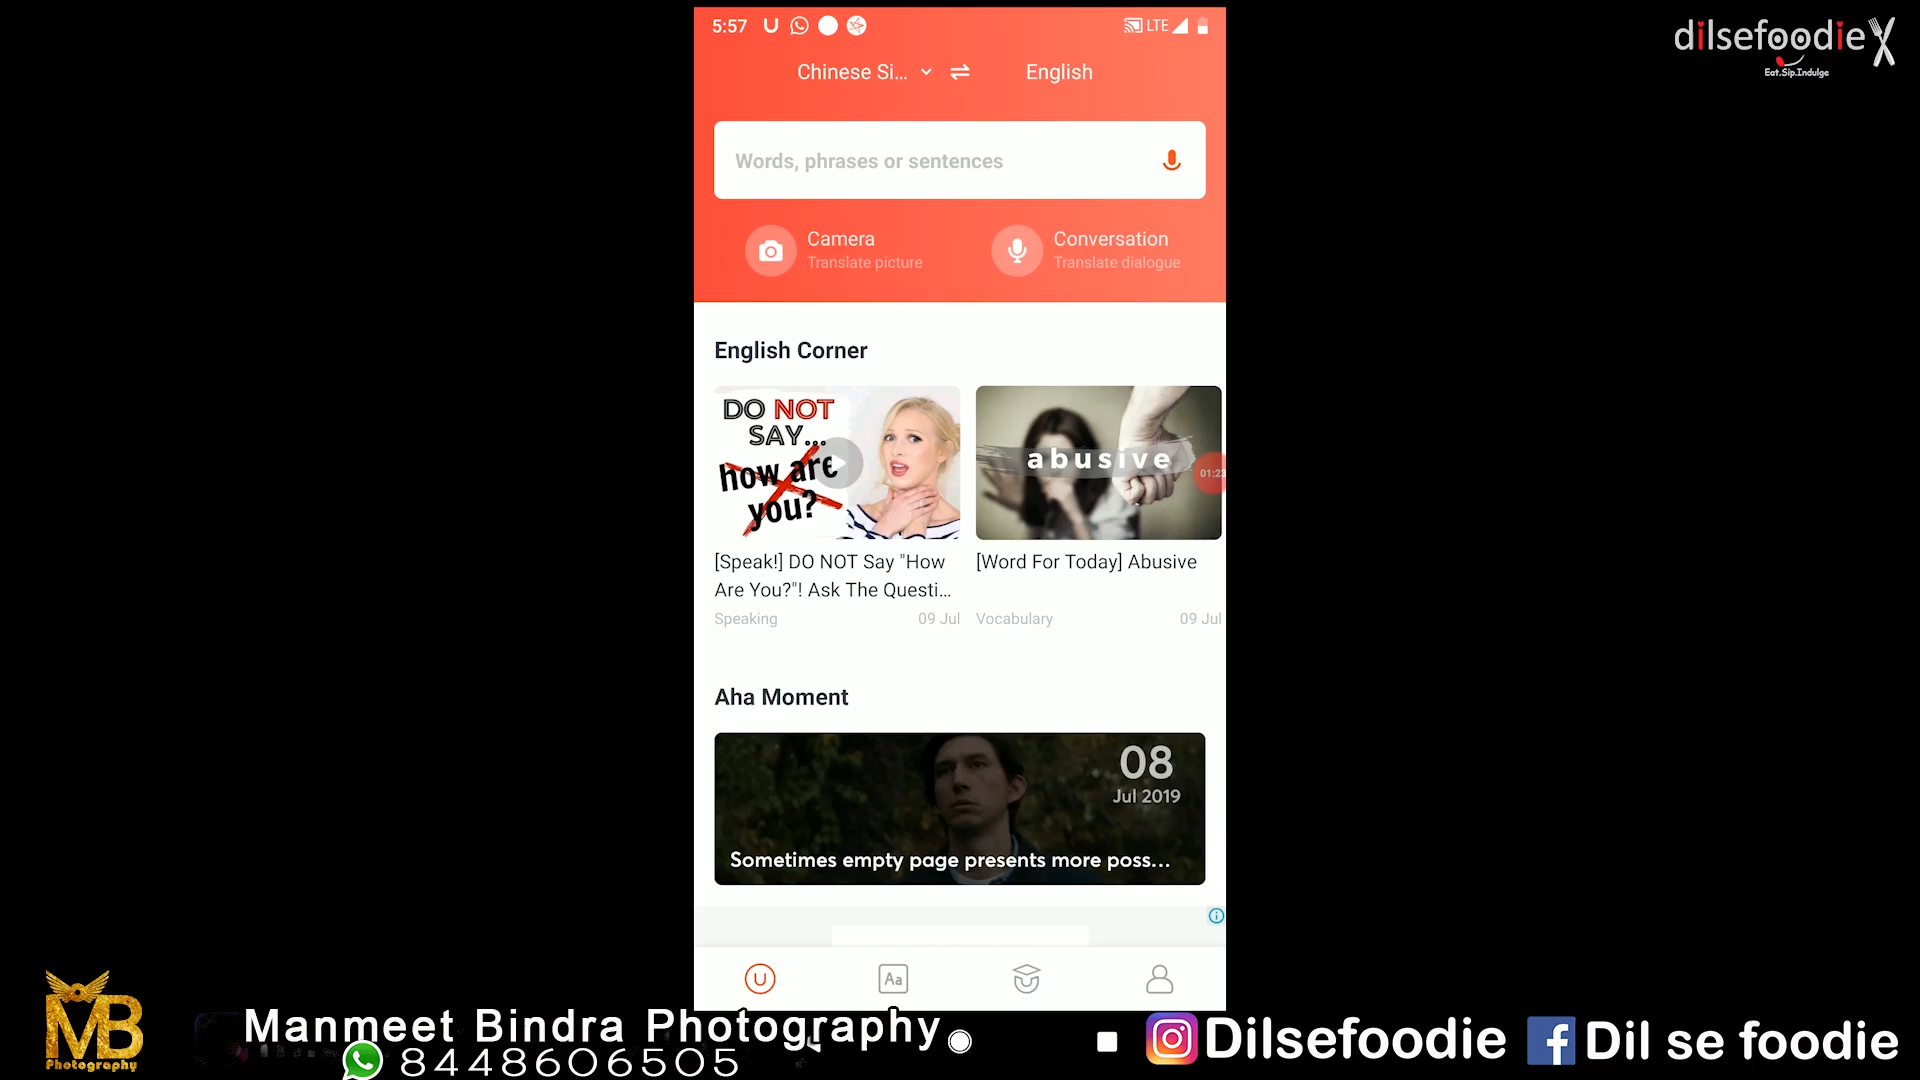 5:57
LTE
Chinese Si...
English
Words, phrases or sentences
Camera
Translate picture
Conversation
Translate dialogue
English Corner
DO NOT
SAY...
how are
you?
abusive
01:23
[Speak!] DO NOT Say "How
Are You?"! Ask The Questi...
Speaking
09 Jul
[Word For Today] Abusive
Vocabulary
09 Jul
Aha Moment
08
Jul 2019
Sometimes empty page presents more poss...
Aa
dilsefoodie
Eat.Sip.Indulge
MB
Photography
Manmeet Bindra Photography
8448606505
Dilsefoodie
Dil se foodie